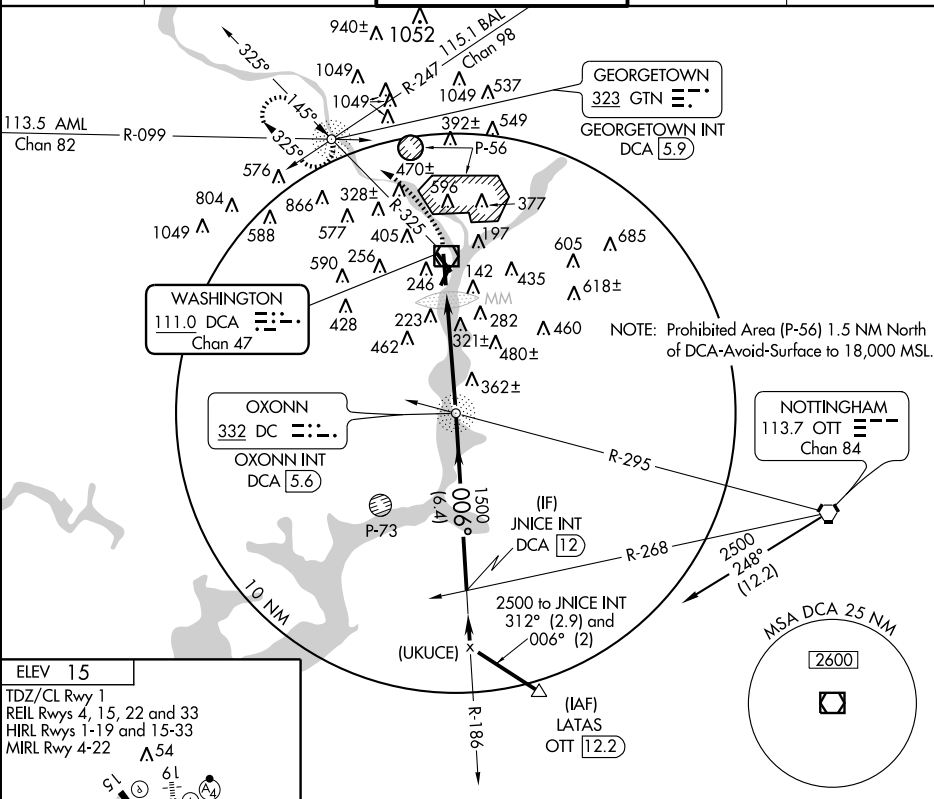 940±
1052
115.1 BAL
Chan 98
R-247
325°
1049
1049
1049
537
GEORGETOWN
323 GTN
GEORGETOWN INT
DCA 5.9
145°
325°
113.5 AML
Chan 82
R-099
392±
549
P-56
470±
576
596
377
R-325
328±
866
804
1049
588
577
405
197
605
685
590
256
246
142
435
618±
WASHINGTON
111.0 DCA
Chan 47
MM
428
223
282
462
321±
480±
460
NOTE: Prohibited Area (P-56) 1.5 NM North
of DCA-Avoid-Surface to 18,000 MSL.
362±
OXONN
332 DC
OXONN INT
DCA 5.6
NOTTINGHAM
113.7 OTT
Chan 84
R-295
1500
006°
(6.4)
P-73
(IF)
JNICE INT
DCA 12
R-268
2500
248°
(12.2)
10 NM
2500 to JNICE INT
312° (2.9) and
006° (2)
(UKUCE)
MSA DCA 25 NM
2600
(IAF)
LATAS
OTT 12.2
R-186
ELEV 15
TDZ/CL Rwy 1
REIL Rwys 4, 15, 22 and 33
HIRL Rwys 1-19 and 15-33
MIRL Rwy 4-22
54
15
19
P
A4